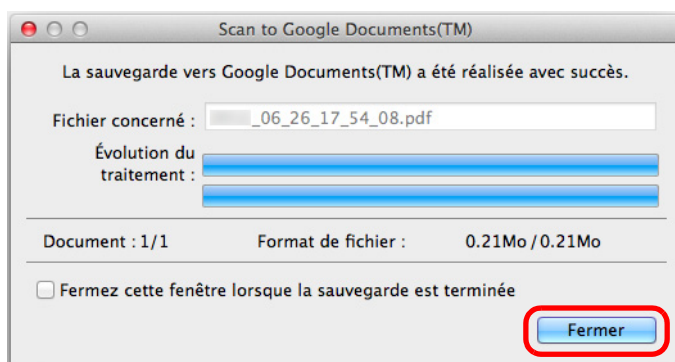 Scan to Google Documents(TM)
La sauvegarde vers Google Documents(TM) a été réalisée avec succès.
Fichier concerné : _06_26_17_54_08.pdf
Évolution du
traitement :
Document : 1/1 Format de fichier : 0.21Mo / 0.21Mo
Fermez cette fenêtre lorsque la sauvegarde est terminée
Fermer